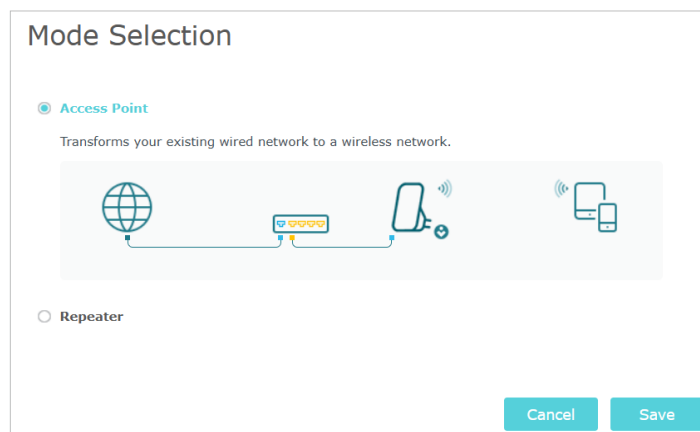 Mode Selection
Access Point
Transforms your existing wired network to a wireless network.
Repeater
Cancel Save